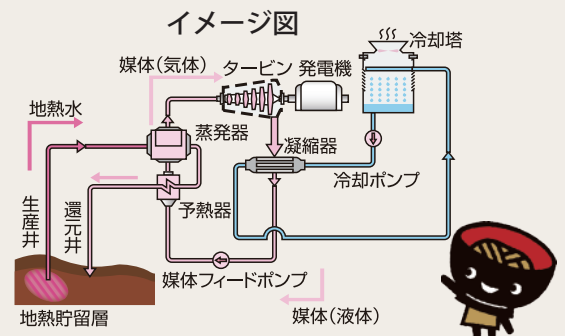 イメージ図
冷却塔
媒体(気体)
タービン
発電機
地熱水
蒸発器
凝縮器
冷却ポンプ
生産井
還元井
予熱器
媒体フィードポンプ
地熱貯留層
媒体(液体)